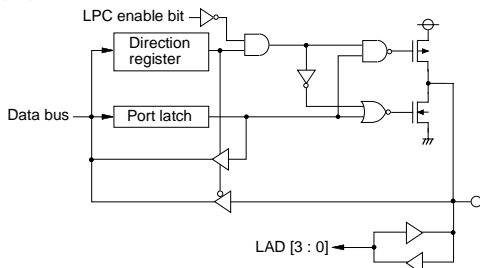 LPC enable bit
Direction
register
Data bus
Port latch
LAD [3 : 0]